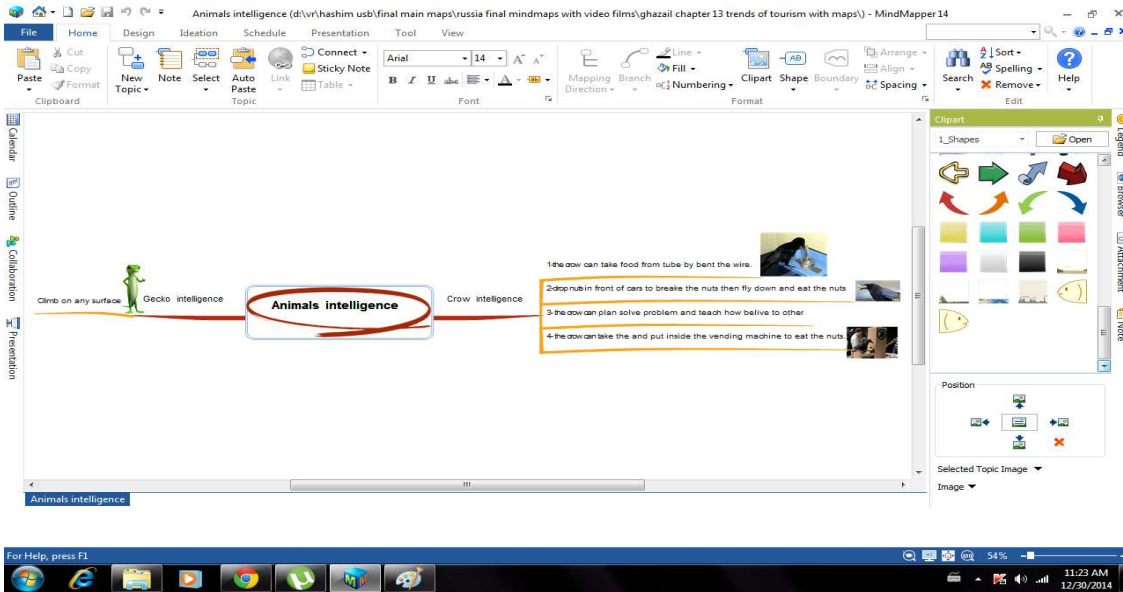 Animals intelligence (d:\vr\hashim usb\final main maps\russia final mindmaps with video films\ghazail chapter 13 trends of tourism with maps\) - MindMapper 14
File Home Design Ideation Schedule Presentation Tool View
Paste
Cut
Copy
Format
Clipboard
New Topic
Note
Select
Auto Paste
Link
Connect
Sticky Note
Table
Topic
Arial 14 A A
B I U abc A ab
Font
Mapping Direction
Branch
Line
Fill
Numbering
Clipart
Shape
AB
Boundary
Arrange
Align
Spacing
Format
Search
Sort
Spelling
Remove
Edit
Help
Calendar
Outline
Collaboration
Presentation
Climb on any surface
Gecko intelligence
Animals intelligence
Crow intelligence
1-the crow can take food from tube by bent the wire.
2-drop nuts in front of cars to breake the nuts then fly down and eat the nuts
3-the crow can plan solve problem and teach how belive to other
4-the crow can take the and put inside the vending machine to eat the nuts.
Clipart
1_Shapes
Open
Position
Selected Topic Image
Image
Legend
Browser
Attachment
Note
Animals intelligence
For Help, press F1
54%
11:23 AM
12/30/2014